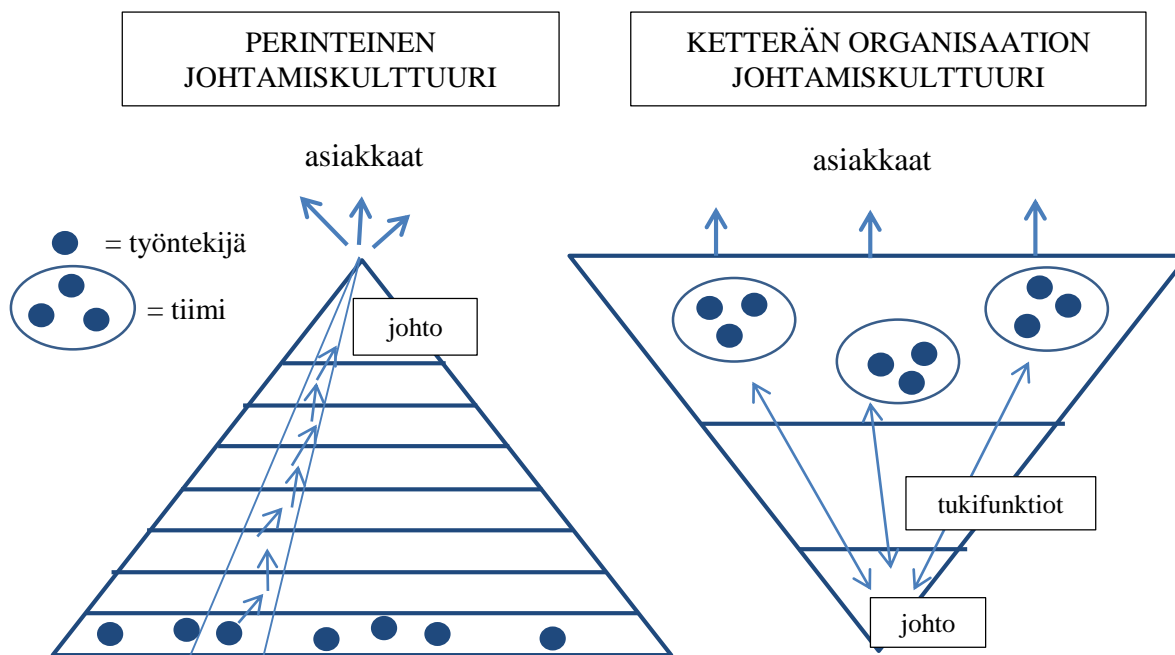 PERINTEINEN
JOHTAMISKULTTUURI
KETTERÄN ORGANISAATION
JOHTAMISKULTTUURI
asiakkaat
asiakkaat
= työntekijä
= tiimi
johto
tukifunktiot
johto